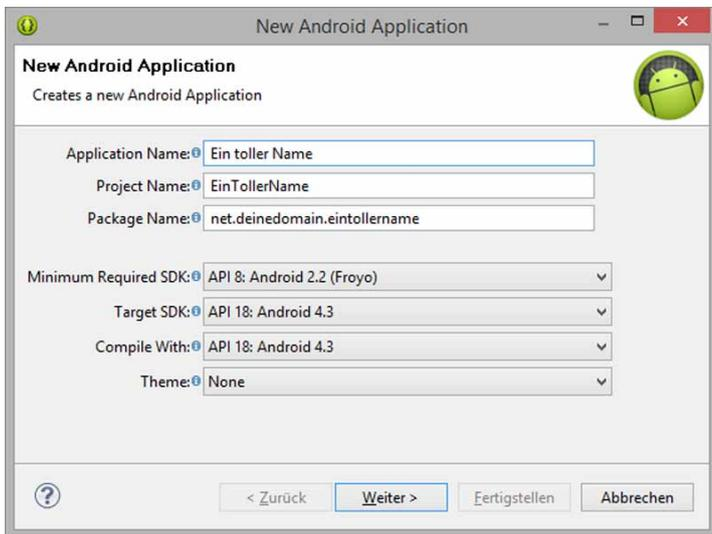 New Android Application
New Android Application
Creates a new Android Application
Application Name: Ein toller Name
Project Name: EinTollerName
Package Name: net.deinedomain.eintollername
Minimum Required SDK: API 8: Android 2.2 (Froyo)
Target SDK: API 18: Android 4.3
Compile With: API 18: Android 4.3
Theme: None
< Zurück Weiter > Fertigstellen Abbrechen